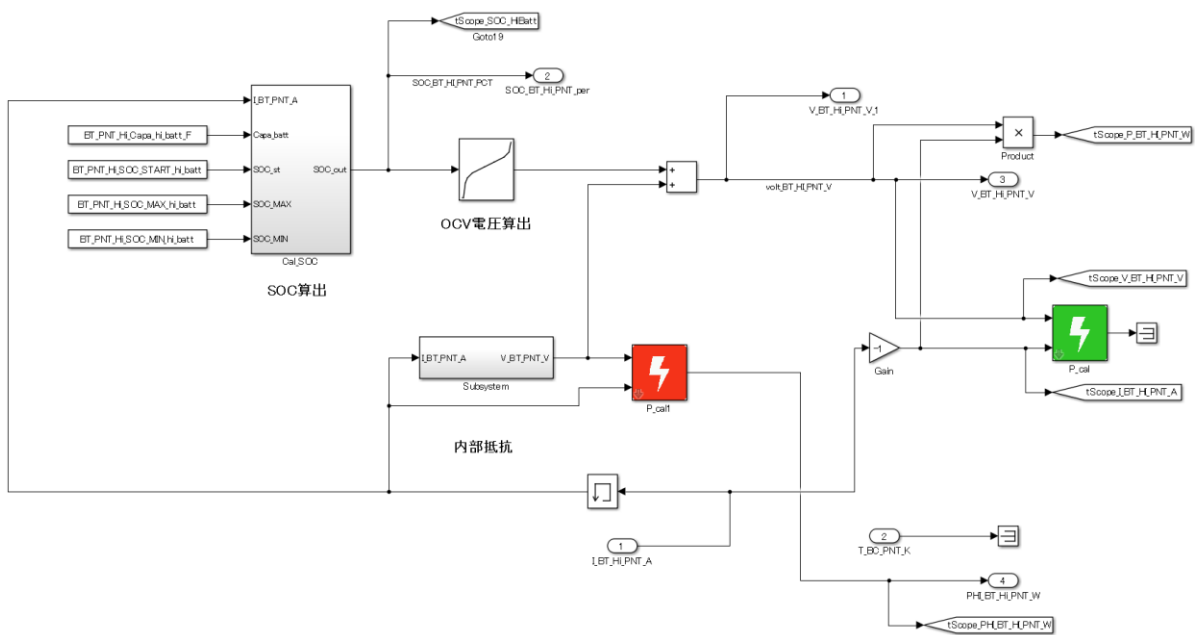 tScope_SOC_HiBatt
Goto19
2
SOC_BT_HI_PNT_PCT
SOC_BT_Hi_PNT_per
I_BT_PNT_A
BT_PNT_Hi_Capa_hi_batt_F
Capa_batt
BT_PNT_Hi_SOC_START_hi_batt
SOC_st
SOC_out
BT_PNT_Hi_SOC_MAX_hi_batt
SOC_MAX
BT_PNT_Hi_SOC_MIN_hi_batt
SOC_MIN
Cal_SOC
SOC算出
OCV電圧算出
+
+
volt_BT_HI_PNT_V
1
V_BT_Hi_PNT_V_1
×
Product
tScope_P_BT_HI_PNT_W
3
V_BT_Hi_PNT_V
tScope_V_BT_HI_PNT_V
P_cal
tScope_I_BT_HI_PNT_A
-1
Gain
I_BT_PNT_A
V_BT_PNT_V
Subsystem
P_cal1
内部抵抗
1
I_BT_Hi_PNT_A
2
T_BC_PNT_K
4
PHI_BT_Hi_PNT_W
tScope_PHI_BT_HI_PNT_W